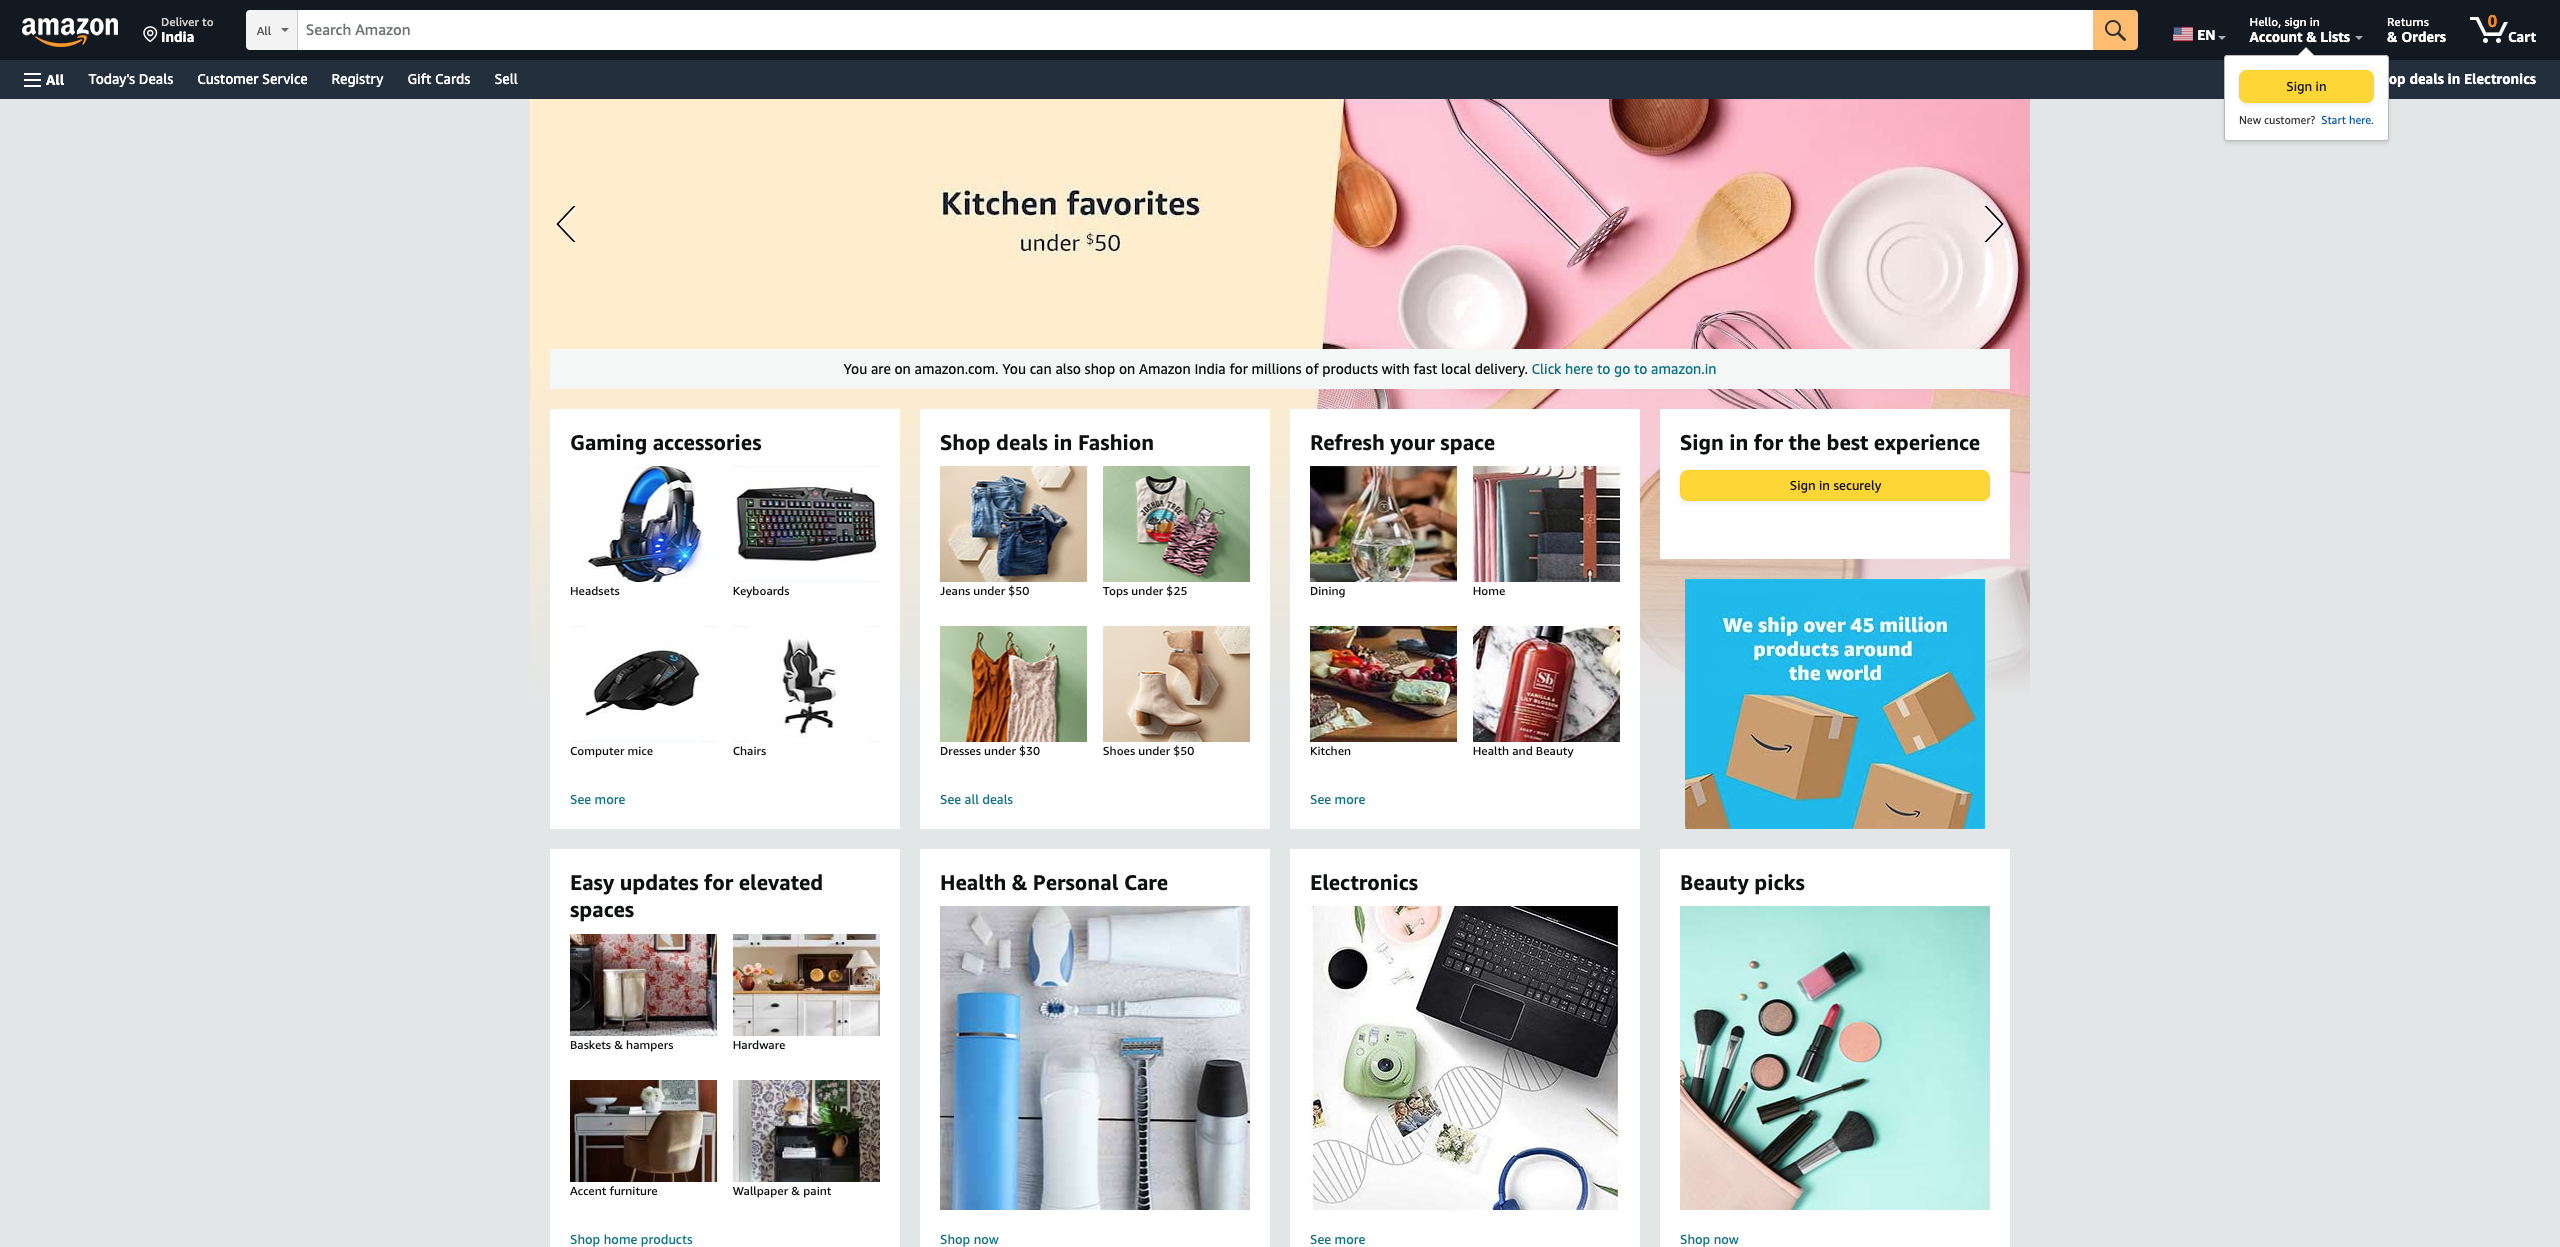 amazon
Deliver to
India
All
Search Amazon
EN
Hello, sign in
Account & Lists
Returns
& Orders
0
Cart
All
Today's Deals
Customer Service
Registry
Gift Cards
Sell
op deals in Electronics
Sign in
New customer? Start here.
Kitchen favorites
under $50
You are on amazon.com. You can also shop on Amazon India for millions of products with fast local delivery. Click here to go to amazon.in
Gaming accessories
Headsets
Keyboards
Computer mice
Chairs
See more
Shop deals in Fashion
JOSHUA TREE
Jeans under $50
Tops under $25
Dresses under $30
Shoes under $50
See all deals
Refresh your space
Dining
Home
Sb
VANILLA &
LILY BLOSSOM
Kitchen
Health and Beauty
See more
Sign in for the best experience
Sign in securely
We ship over 45 million
products around
the world
Easy updates for elevated
spaces
Baskets & hampers
Hardware
Accent furniture
Wallpaper & paint
Shop home products
Health & Personal Care
Shop now
Electronics
See more
Beauty picks
Shop now